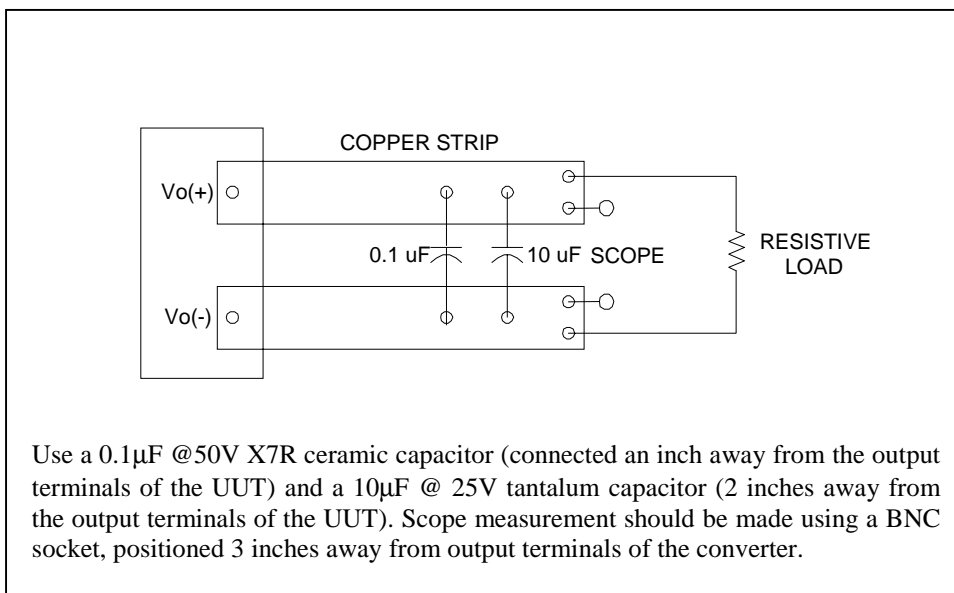 COPPER STRIP
Vo(+)
0.1 uF
10 uF
SCOPE
RESISTIVE
LOAD
Vo(-)
Use a 0.1μF @50V X7R ceramic capacitor (connected an inch away from the output
terminals of the UUT) and a 10μF @ 25V tantalum capacitor (2 inches away from
the output terminals of the UUT). Scope measurement should be made using a BNC
socket, positioned 3 inches away from output terminals of the converter.